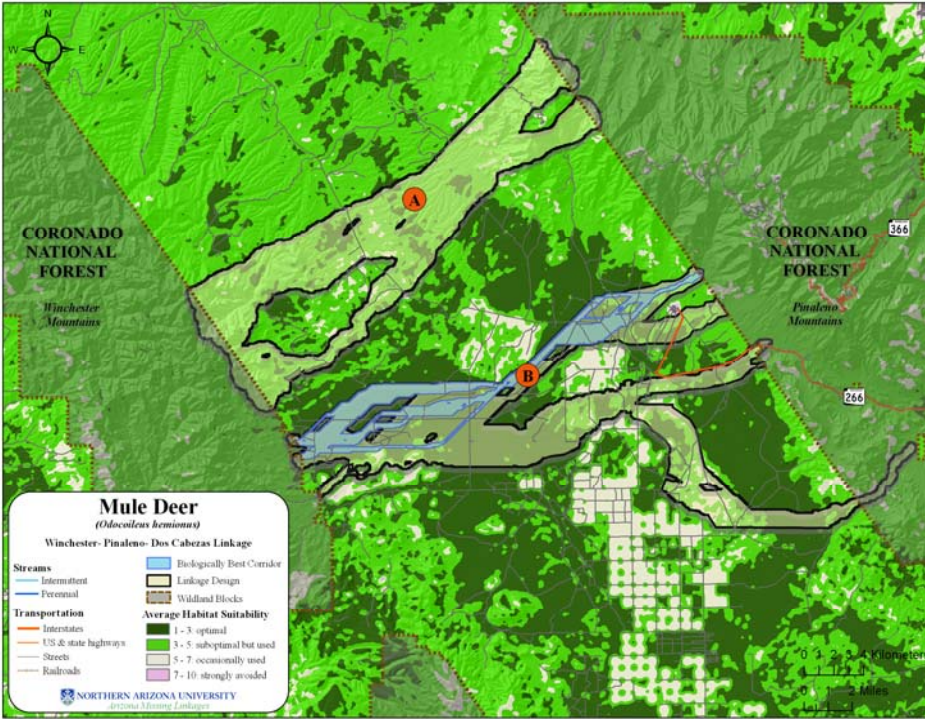 N
W E
S
A
CORONADO
NATIONAL
FOREST
Winchester
Mountains
CORONADO
NATIONAL
FOREST
Pinaleno
Mountains
366
B
266
Mule Deer
(Odocoileus hemionus)
Winchester- Pinaleno- Dos Cabezas Linkage
Streams
Intermittent
Perennial
Transportation
Interstates
US & state highways
Streets
Railroads
Biologically Best Corridor
Linkage Design
Wildland Blocks
Average Habitat Suitability
1 - 3: optimal
3 - 5: suboptimal but used
5 - 7: occasionally used
7 - 10: strongly avoided
NORTHERN ARIZONA UNIVERSITY
Arizona Missing Linkages
0 1 2 3 4 Kilometer
0 1 2 Miles